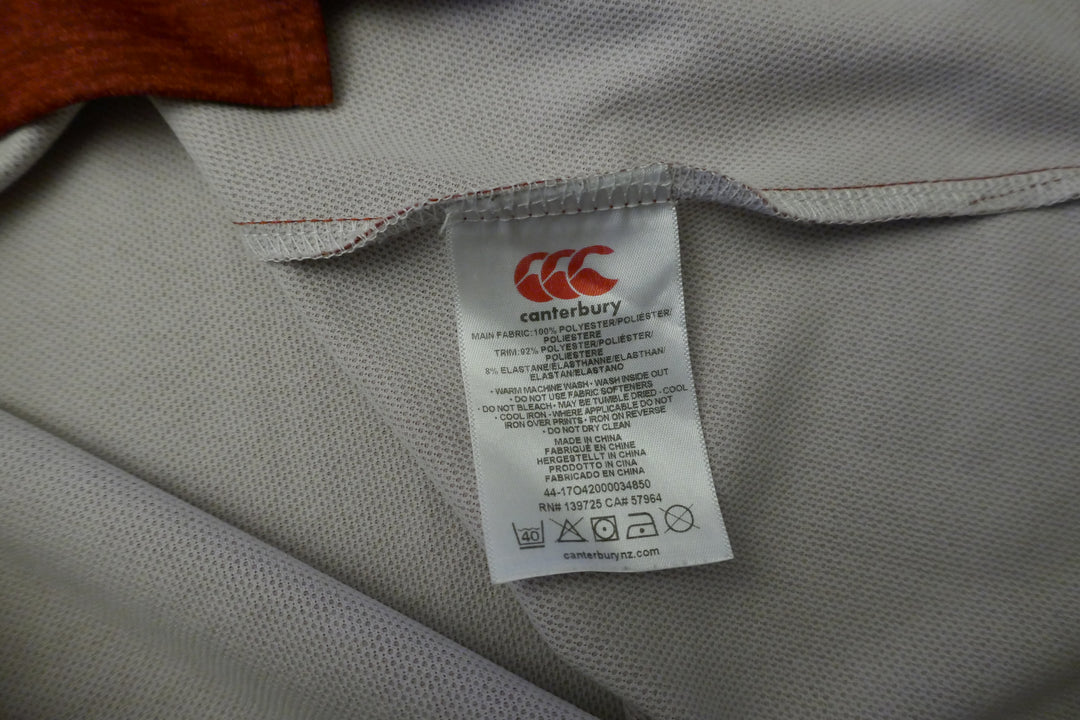 canterbury
MAIN FABRIC:100% POLYESTER/POLIESTER/
POLIESTERE
TRIM:92% POLYESTER/POLIESTER/
POLIESTERE
8% ELASTANE/ELASTHANNE/ELASTHAN/
ELASTAN/ELASTANO
· WARM MACHINE WASH · WASH INSIDE OUT
· DO NOT USE FABRIC SOFTENERS
· DO NOT BLEACH · MAY BE TUMBLE DRIED - COOL
· COOL IRON · WHERE APPLICABLE DO NOT
IRON OVER PRINTS · IRON ON REVERSE
· DO NOT DRY CLEAN
MADE IN CHINA
FABRIQUÉ EN CHINE
HERGESTELLT IN CHINA
PRODOTTO IN CINA
FABRICADO EN CHINA
44-17O42000034850
RN# 139725 CA# 57964
40
canterburynz.com